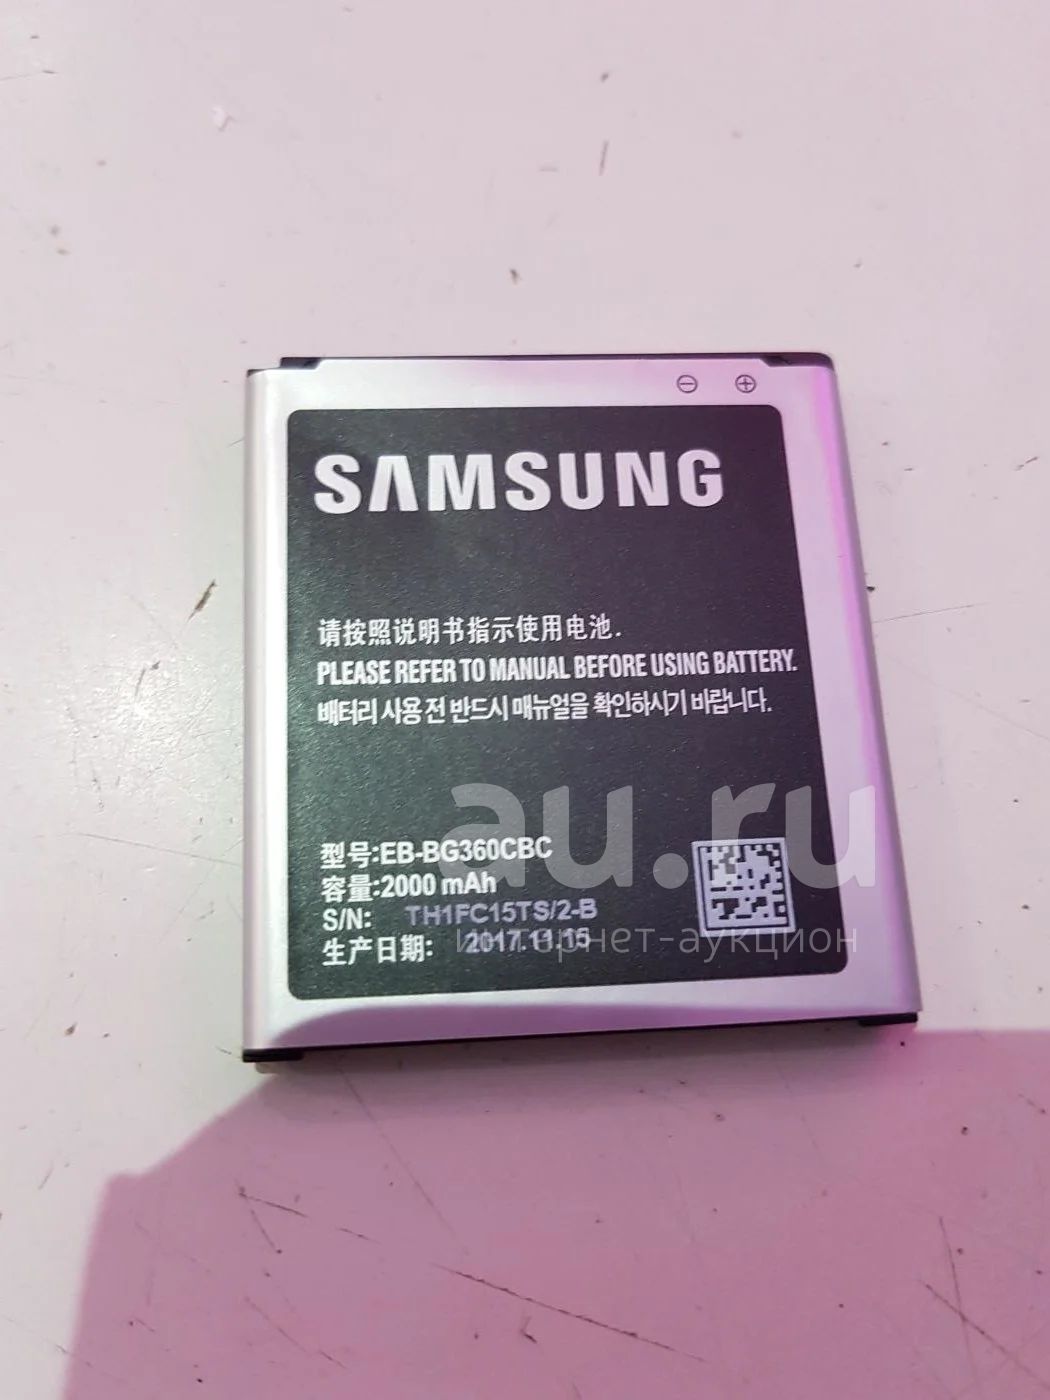 ⊖ ⊕
SAMSUNG
请按照说明书指示使用电池.
PLEASE REFER TO MANUAL BEFORE USING BATTERY.
배터리 사용 전 반드시 매뉴얼을 확인하시기 바랍니다.
au.ru
型号:EB-BG360CBC
容量:2000 mAh
S/N: TH1FC15TS/2-B
интернет-аукцион
生产日期: 2017.11.15